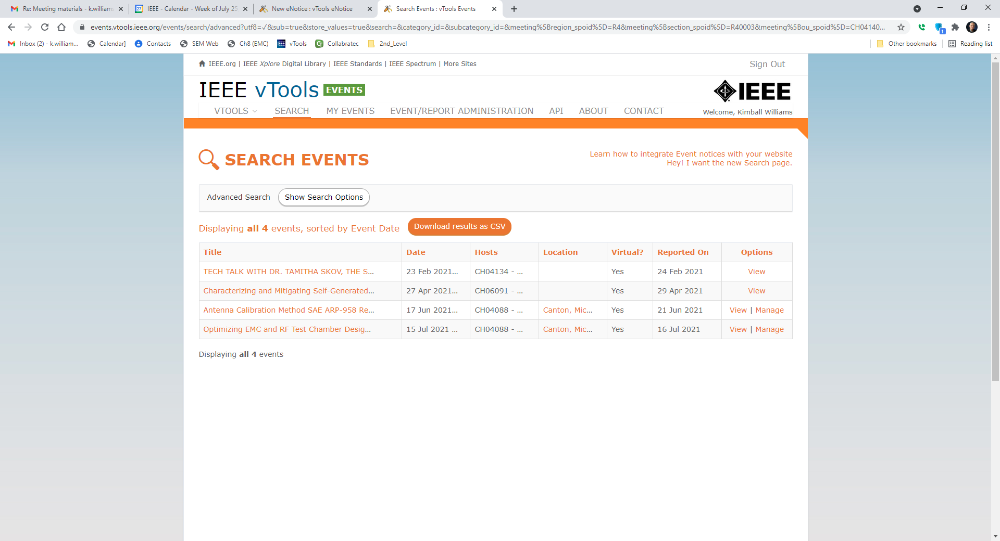 Re: Meeting materials - k.williams
IEEE - Calendar - Week of July 25
New eNotice : vTools eNotice
Search Events : vTools Events
events.vtools.ieee.org/events/search/advanced?utf8=✓&sub=true&store_values=true&search=&category_id=&subcategory_id=&meeting%5Bregion_spoid%5D=R4&meeting%5Bsection_spoid%5D=R40003&meeting%5Bou_spoid%5D=CH04140...
1
Inbox (2) - k.william... Calendar] Contacts SEM Web Ch8 (EMC) IEEE vTools Collabratec 2nd_Level Other bookmarks Reading list
IEEE.org | IEEE Xplore Digital Library | IEEE Standards | IEEE Spectrum | More Sites
Sign Out
IEEE vTools EVENTS
IEEE
VTOOLS SEARCH MY EVENTS EVENT/REPORT ADMINISTRATION API ABOUT CONTACT
Welcome, Kimball Williams
SEARCH EVENTS
Learn how to integrate Event notices with your website
Hey! I want the new Search page.
Advanced Search Show Search Options
Displaying all 4 events, sorted by Event Date Download results as CSV
Title Date Hosts Location Virtual? Reported On Options
TECH TALK WITH DR. TAMITHA SKOV, THE S... 23 Feb 2021... CH04134 - ... Yes 24 Feb 2021 View
Characterizing and Mitigating Self-Generated... 27 Apr 2021... CH06091 - ... Yes 29 Apr 2021 View
Antenna Calibration Method SAE ARP-958 Re... 17 Jun 2021... CH04088 - ... Canton, Mic... Yes 21 Jun 2021 View | Manage
Optimizing EMC and RF Test Chamber Desig... 15 Jul 2021 ... CH04088 - ... Canton, Mic... Yes 16 Jul 2021 View | Manage
Displaying all 4 events